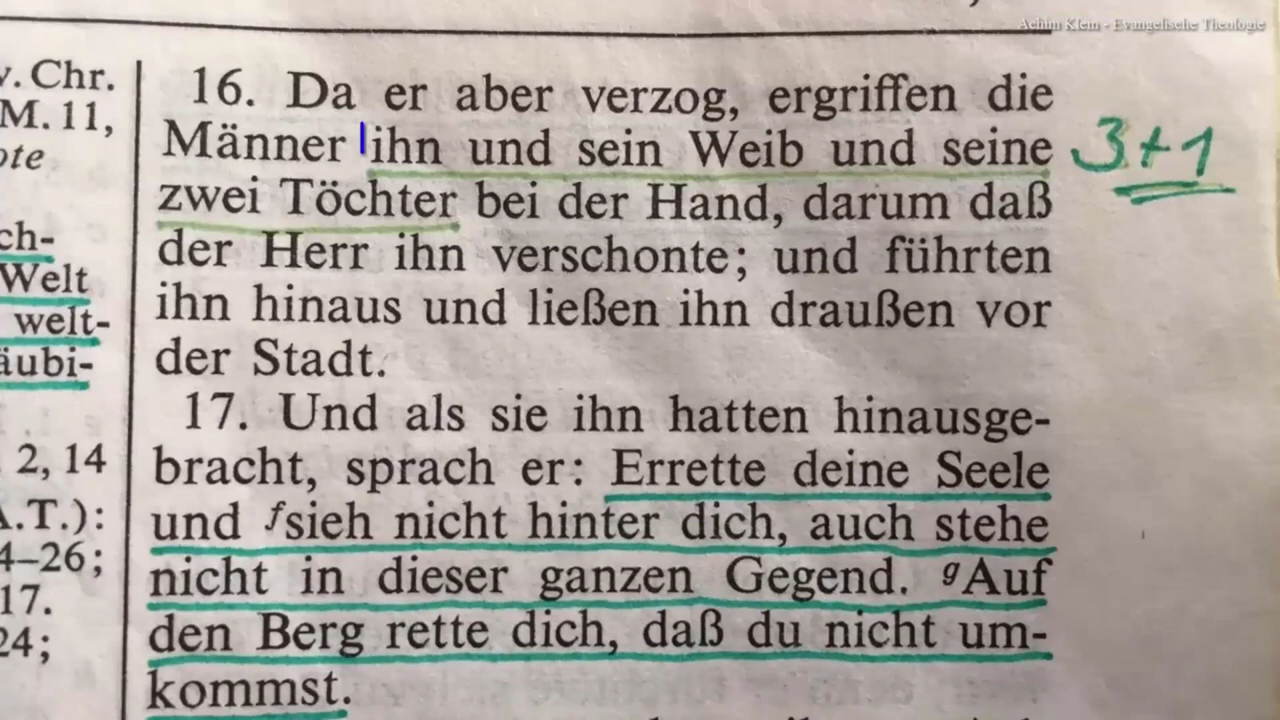 Achim Klein - Evangelische Theologie
v. Chr.
M. 11,
ote
ch-
Welt
welt-
äubi-
2, 14
A.T.):
4–26;
17.
24;
16. Da er aber verzog, ergriffen die
Männer ihn und sein Weib und seine
zwei Töchter bei der Hand, darum daß
der Herr ihn verschonte; und führten
ihn hinaus und ließen ihn draußen vor
der Stadt.
17. Und als sie ihn hatten hinausge-
bracht, sprach er: Errette deine Seele
und f sieh nicht hinter dich, auch stehe
nicht in dieser ganzen Gegend. g Auf
den Berg rette dich, daß du nicht um-
kommst.
3+1